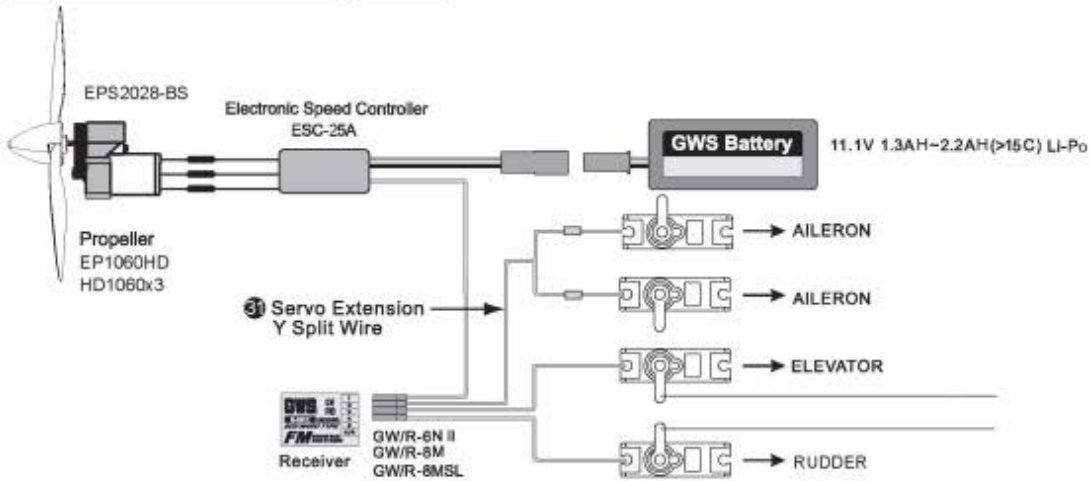 EPS2028-BS
Electronic Speed Controller
ESC-25A
GWS Battery
11.1V 1.3AH~2.2AH(>15C) Li-Po
Propeller
EP1060HD
HD1060x3
AILERON
AILERON
31 Servo Extension
Y Split Wire
ELEVATOR
GWS
FM
Receiver
GW/R-6N II
GW/R-8M
GW/R-8MSL
RUDDER